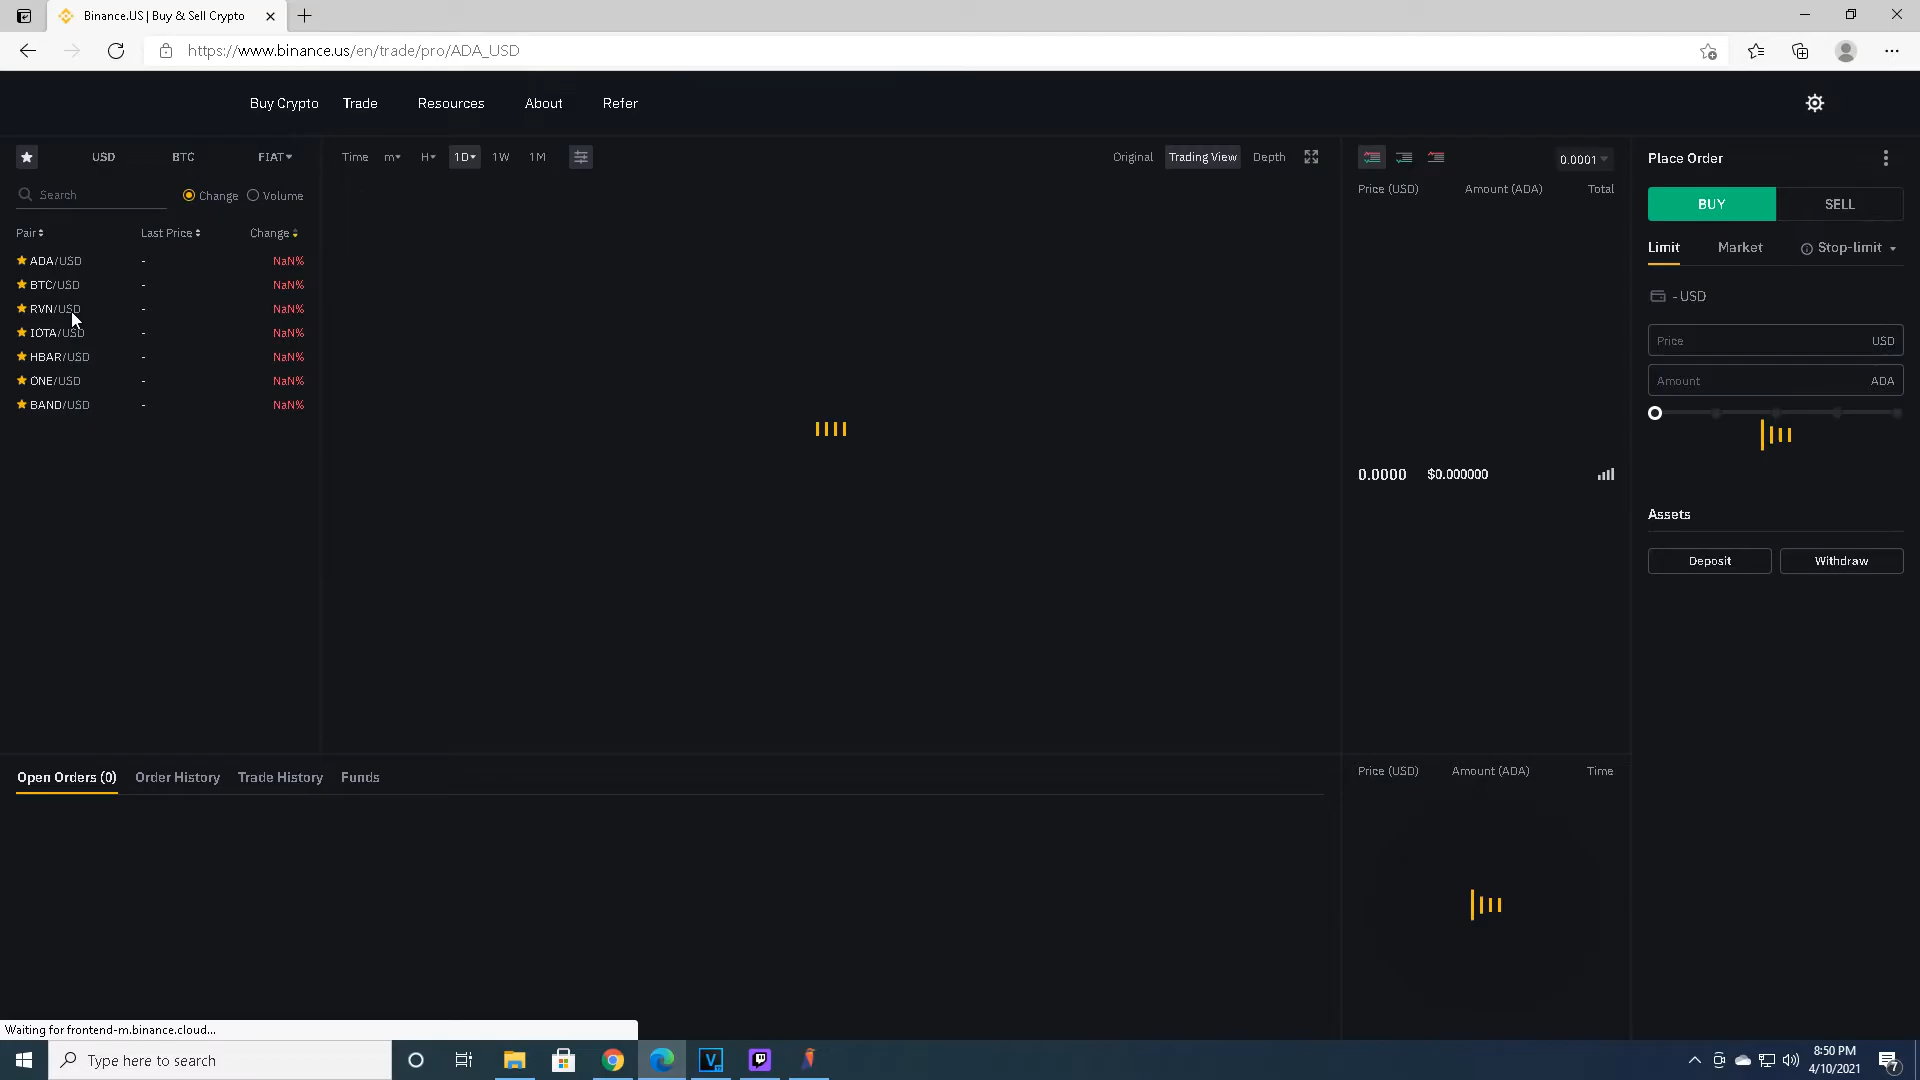 Binance.US | Buy & Sell Crypto
https://www.binance.us/en/trade/pro/ADA_USD
Buy Crypto Trade Resources About Refer
USD BTC FIAT
Time m H 1D 1W 1M
Original Trading View Depth
0.0001
Place Order
Search Change Volume
Price (USD) Amount (ADA) Total
BUY SELL
Pair Last Price Change
Limit Market Stop-limit
ADA/USD - NaN%
BTC/USD - NaN%
RVN/USD - NaN%
IOTA/USD - NaN%
HBAR/USD - NaN%
ONE/USD - NaN%
BAND/USD - NaN%
- USD
Price USD
Amount ADA
0.0000 $0.000000
Assets
Deposit Withdraw
Open Orders (0) Order History Trade History Funds
Price (USD) Amount (ADA) Time
Waiting for frontend-m.binance.cloud...
Type here to search
V
8:50 PM
4/10/2021
7